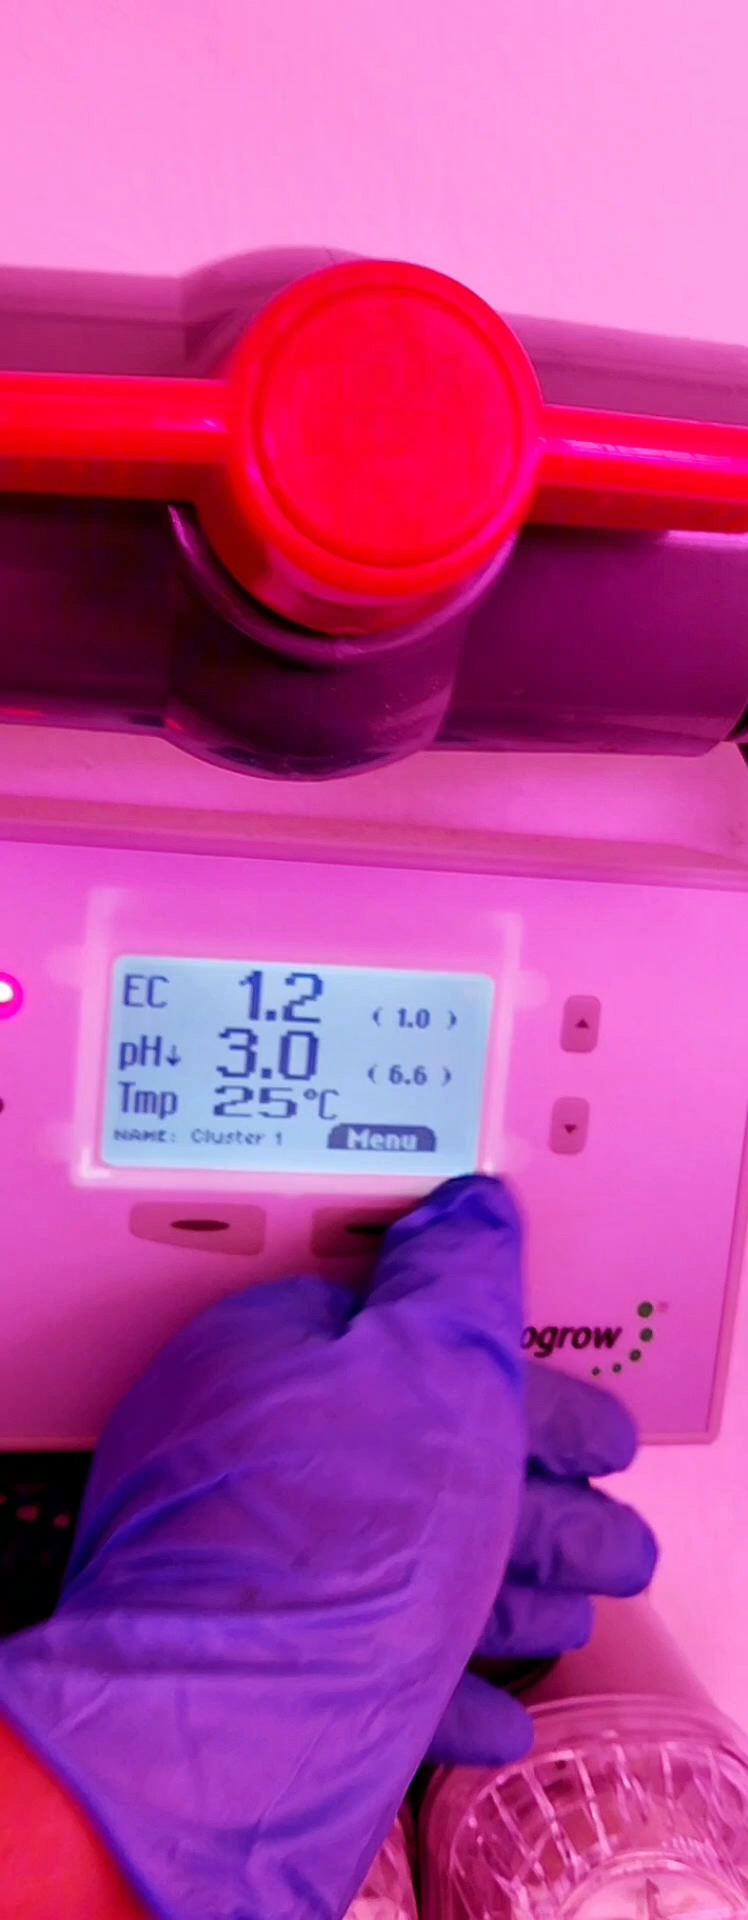 EC 1.2 ( 1.0 )
pH↓ 3.0 ( 6.6 )
Tmp 25°C
NAME: Cluster 1 Menu
ogrow